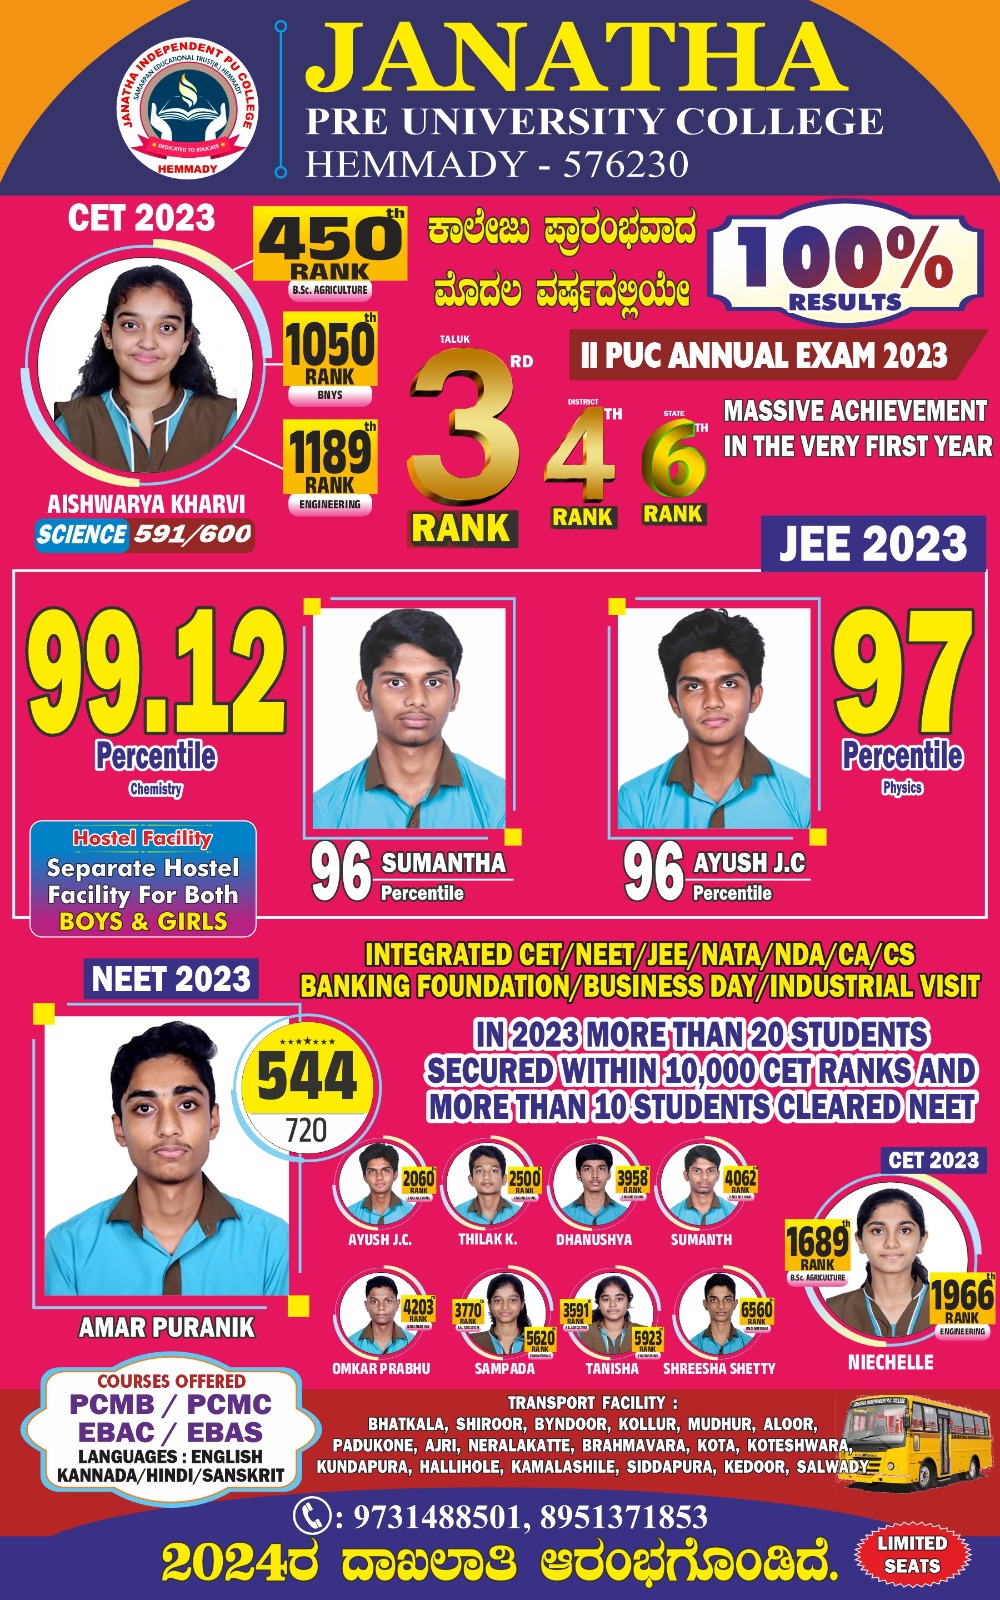 JANATHA INDEPENDENT PU COLLEGE
SAMARPAN EDUCATIONAL TRUST(R.) HEMMADY
DEDICATED TO EDUCATE
HEMMADY
JANATHA
PRE UNIVERSITY COLLEGE
HEMMADY - 576230
CET 2023
450th
RANK
B.Sc. AGRICULTURE
1050th
RANK
BNYS
1189th
RANK
ENGINEERING
AISHWARYA KHARVI
SCIENCE 591/600
ಕಾಲೇಜು ಪ್ರಾರಂಭವಾದ
ಮೊದಲ ವರ್ಷದಲ್ಲಿಯೇ
100%
RESULTS
II PUC ANNUAL EXAM 2023
TALUK
3RD
RANK
DISTRICT
4TH
RANK
STATE
6TH
RANK
MASSIVE ACHIEVEMENT
IN THE VERY FIRST YEAR
JEE 2023
99.12
Percentile
Chemistry
96 SUMANTHA
Percentile
97
Percentile
Physics
96 AYUSH J.C
Percentile
Hostel Facility
Separate Hostel
Facility For Both
BOYS & GIRLS
INTEGRATED CET/NEET/JEE/NATA/NDA/CA/CS
BANKING FOUNDATION/BUSINESS DAY/INDUSTRIAL VISIT
NEET 2023
544
720
AMAR PURANIK
IN 2023 MORE THAN 20 STUDENTS
SECURED WITHIN 10,000 CET RANKS AND
MORE THAN 10 STUDENTS CLEARED NEET
2060
RANK
ENGINEERING
AYUSH J.C.
2500
RANK
ENGINEERING
THILAK K.
3958
RANK
ENGINEERING
DHANUSHYA
4062
RANK
ENGINEERING
SUMANTH
4203
RANK
ENGINEERING
OMKAR PRABHU
3770
RANK
5620
RANK
ENGINEERING
SAMPADA
3591
RANK
5923
RANK
ENGINEERING
TANISHA
6560
RANK
ENGINEERING
SHREESHA SHETTY
CET 2023
1689th
RANK
B.Sc. AGRICULTURE
1966th
RANK
ENGINEERING
NIECHELLE
COURSES OFFERED
PCMB / PCMC
EBAC / EBAS
LANGUAGES : ENGLISH
KANNADA/HINDI/SANSKRIT
TRANSPORT FACILITY :
BHATKALA, SHIROOR, BYNDOOR, KOLLUR, MUDHUR, ALOOR,
PADUKONE, AJRI, NERALAKATTE, BRAHMAVARA, KOTA, KOTESHWARA,
KUNDAPURA, HALLIHOLE, KAMALASHILE, SIDDAPURA, KEDOOR, SALWADY
: 9731488501, 8951371853
2024ರ ದಾಖಲಾತಿ ಆರಂಭಗೊಂಡಿದೆ.
LIMITED
SEATS